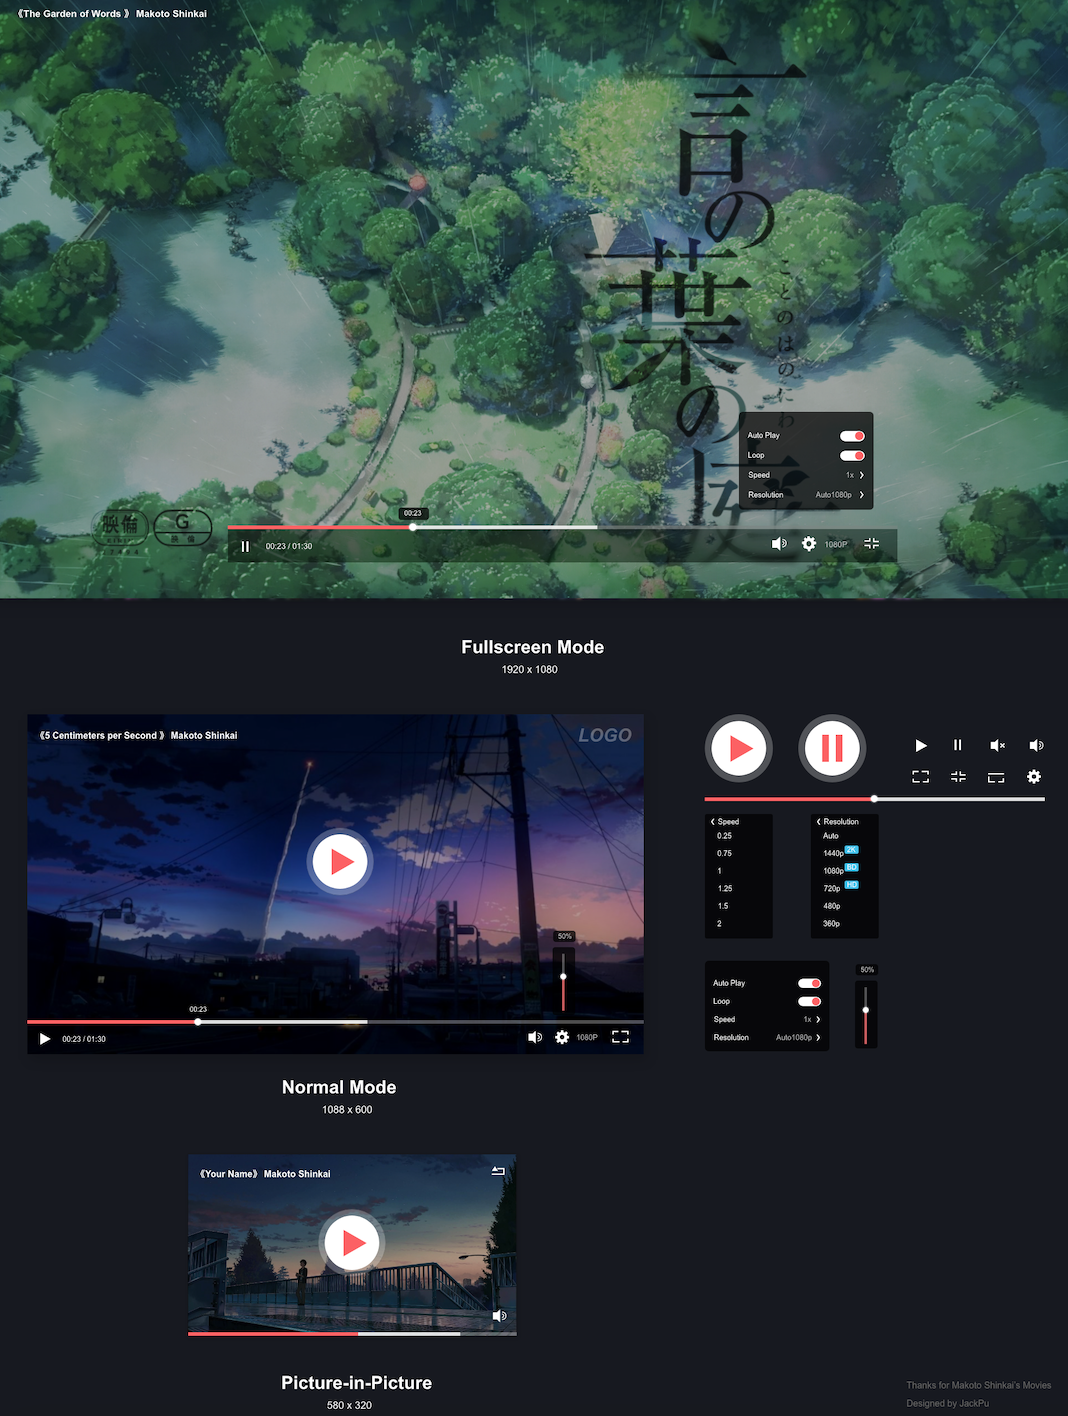 《The Garden of Words 》 Makoto Shinkai
言の葉の庭
ことのはのにわ
Auto Play
Loop
Speed 1x
Resolution Auto1080p
映倫
G
映倫
00:23
00:23 / 01:30
1080P
Fullscreen Mode
1920 x 1080
《5 Centimeters per Second 》 Makoto Shinkai
LOGO
50%
00:23
00:23 / 01:30
1080P
Normal Mode
1088 x 600
Speed
0.25
0.75
1
1.25
1.5
2
Resolution
Auto
1440p 2K
1080p BD
720p HD
480p
360p
Auto Play
Loop
Speed 1x
Resolution Auto1080p
50%
《Your Name》 Makoto Shinkai
Picture-in-Picture
580 x 320
Thanks for Makoto Shinkai's Movies
Designed by JackPu